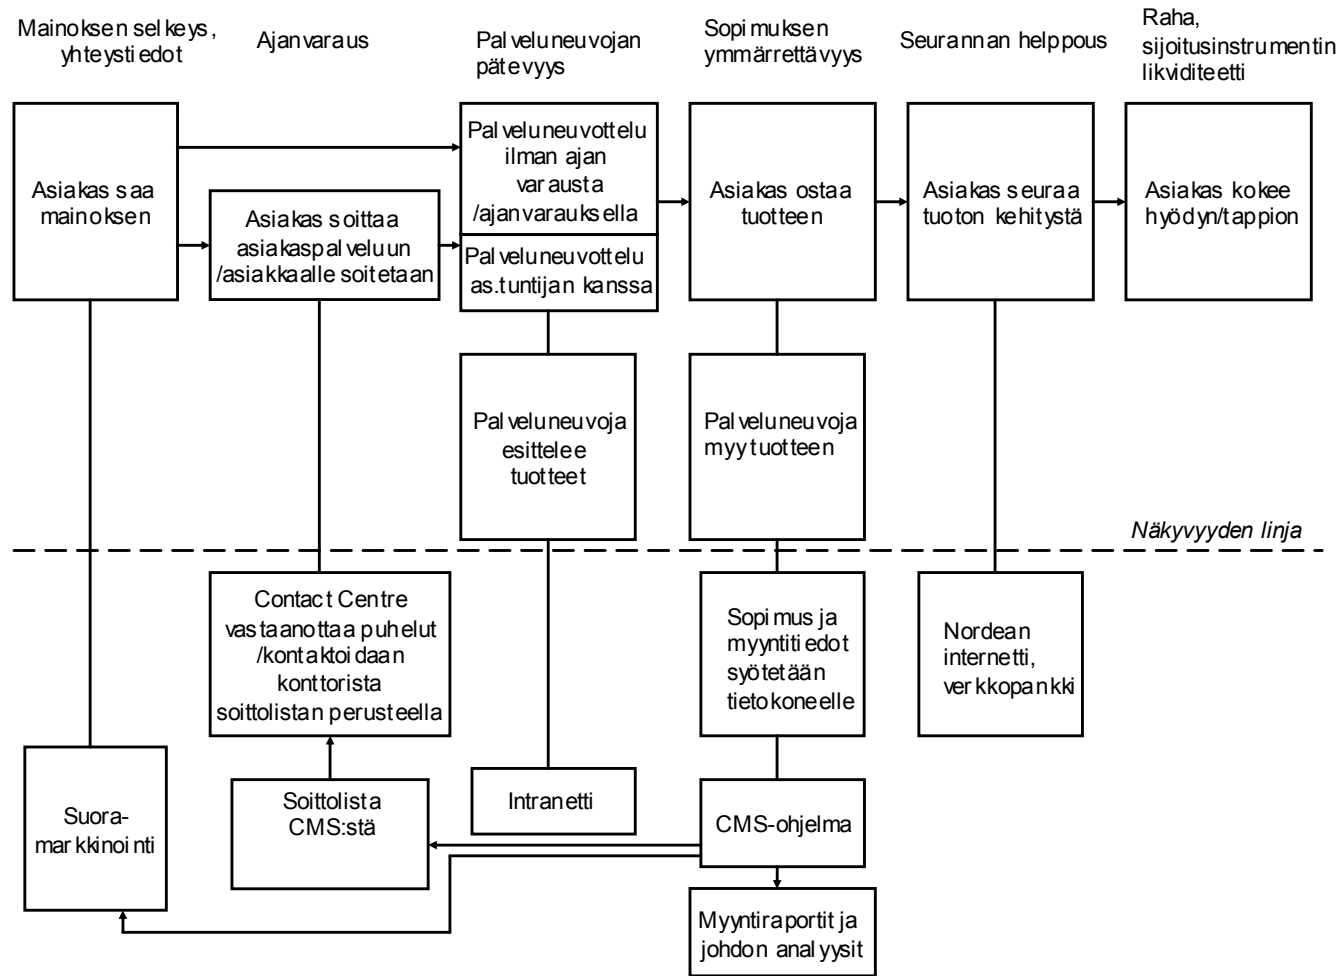 Mainoksen selkeys,
yhteystiedot
Ajanvaraus
Palveluneuvojan
pätevyys
Sopimuksen
ymmärrettävyys
Seurannan helppous
Raha,
sijoitusinstrumentin
likviditeetti
Asiakas saa
mainoksen
Asiakas soittaa
asiakaspalveluun
/asiakkaalle soitetaan
Palveluneuvottelu
ilman ajan
varausta
/ajanvarauksella
Palveluneuvottelu
as.tuntijan kanssa
Asiakas ostaa
tuotteen
Asiakas seuraa
tuoton kehitystä
Asiakas kokee
hyödyn/tappion
Palveluneuvoja
esittelee
tuotteet
Palveluneuvoja
myy tuotteen
Näkyvyyden linja
Contact Centre
vastaanottaa puhelut
/kontaktoidaan
konttorista
soittolistan perusteella
Sopimus ja
myyntitiedot
syötetään
tietokoneelle
Nordean
internetti,
verkkopankki
Suora-
markkinointi
Soittolista
CMS:stä
Intranetti
CMS-ohjelma
Myyntiraportit ja
johdon analyysit